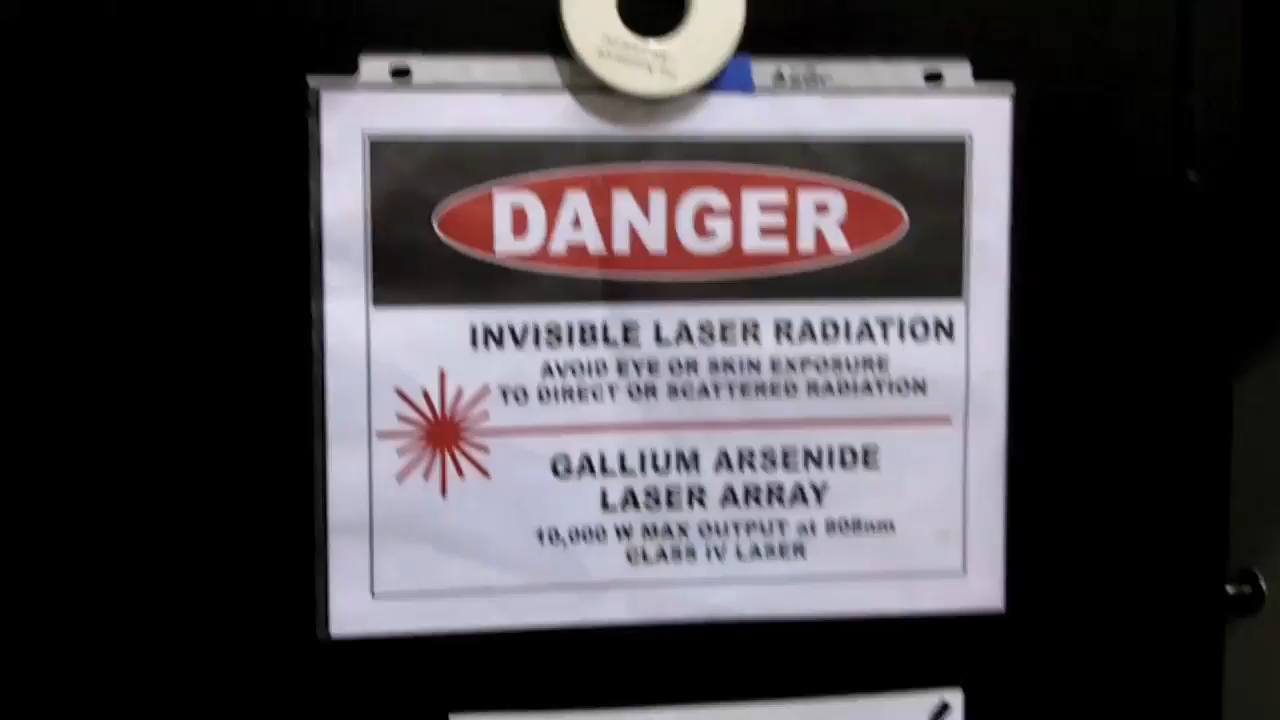 DANGER
INVISIBLE LASER RADIATION
AVOID EYE OR SKIN EXPOSURE
TO DIRECT OR SCATTERED RADIATION
GALLIUM ARSENIDE
LASER ARRAY
10,000 W MAX OUTPUT at 808nm
CLASS IV LASER